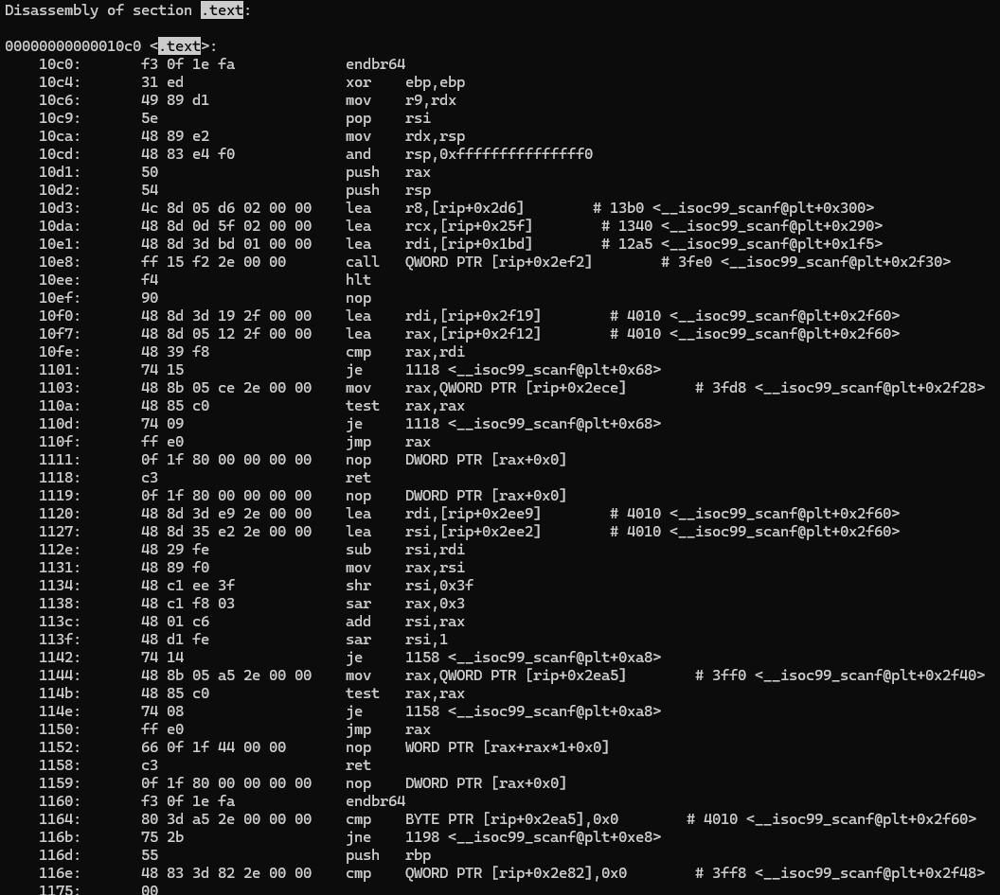 Disassembly of section .text:
00000000000010c0 <.text>:
10c0: f3 0f 1e fa endbr64
10c4: 31 ed xor ebp,ebp
10c6: 49 89 d1 mov r9,rdx
10c9: 5e pop rsi
10ca: 48 89 e2 mov rdx,rsp
10cd: 48 83 e4 f0 and rsp,0xfffffffffffffff0
10d1: 50 push rax
10d2: 54 push rsp
10d3: 4c 8d 05 d6 02 00 00 lea r8,[rip+0x2d6] # 13b0 <__isoc99_scanf@plt+0x300>
10da: 48 8d 0d 5f 02 00 00 lea rcx,[rip+0x25f] # 1340 <__isoc99_scanf@plt+0x290>
10e1: 48 8d 3d bd 01 00 00 lea rdi,[rip+0x1bd] # 12a5 <__isoc99_scanf@plt+0x1f5>
10e8: ff 15 f2 2e 00 00 call QWORD PTR [rip+0x2ef2] # 3fe0 <__isoc99_scanf@plt+0x2f30>
10ee: f4 hlt
10ef: 90 nop
10f0: 48 8d 3d 19 2f 00 00 lea rdi,[rip+0x2f19] # 4010 <__isoc99_scanf@plt+0x2f60>
10f7: 48 8d 05 12 2f 00 00 lea rax,[rip+0x2f12] # 4010 <__isoc99_scanf@plt+0x2f60>
10fe: 48 39 f8 cmp rax,rdi
1101: 74 15 je 1118 <__isoc99_scanf@plt+0x68>
1103: 48 8b 05 ce 2e 00 00 mov rax,QWORD PTR [rip+0x2ece] # 3fd8 <__isoc99_scanf@plt+0x2f28>
110a: 48 85 c0 test rax,rax
110d: 74 09 je 1118 <__isoc99_scanf@plt+0x68>
110f: ff e0 jmp rax
1111: 0f 1f 80 00 00 00 00 nop DWORD PTR [rax+0x0]
1118: c3 ret
1119: 0f 1f 80 00 00 00 00 nop DWORD PTR [rax+0x0]
1120: 48 8d 3d e9 2e 00 00 lea rdi,[rip+0x2ee9] # 4010 <__isoc99_scanf@plt+0x2f60>
1127: 48 8d 35 e2 2e 00 00 lea rsi,[rip+0x2ee2] # 4010 <__isoc99_scanf@plt+0x2f60>
112e: 48 29 fe sub rsi,rdi
1131: 48 89 f0 mov rax,rsi
1134: 48 c1 ee 3f shr rsi,0x3f
1138: 48 c1 f8 03 sar rax,0x3
113c: 48 01 c6 add rsi,rax
113f: 48 d1 fe sar rsi,1
1142: 74 14 je 1158 <__isoc99_scanf@plt+0xa8>
1144: 48 8b 05 a5 2e 00 00 mov rax,QWORD PTR [rip+0x2ea5] # 3ff0 <__isoc99_scanf@plt+0x2f40>
114b: 48 85 c0 test rax,rax
114e: 74 08 je 1158 <__isoc99_scanf@plt+0xa8>
1150: ff e0 jmp rax
1152: 66 0f 1f 44 00 00 nop WORD PTR [rax+rax*1+0x0]
1158: c3 ret
1159: 0f 1f 80 00 00 00 00 nop DWORD PTR [rax+0x0]
1160: f3 0f 1e fa endbr64
1164: 80 3d a5 2e 00 00 00 cmp BYTE PTR [rip+0x2ea5],0x0 # 4010 <__isoc99_scanf@plt+0x2f60>
116b: 75 2b jne 1198 <__isoc99_scanf@plt+0xe8>
116d: 55 push rbp
116e: 48 83 3d 82 2e 00 00 cmp QWORD PTR [rip+0x2e82],0x0 # 3ff8 <__isoc99_scanf@plt+0x2f48>
1175: 00